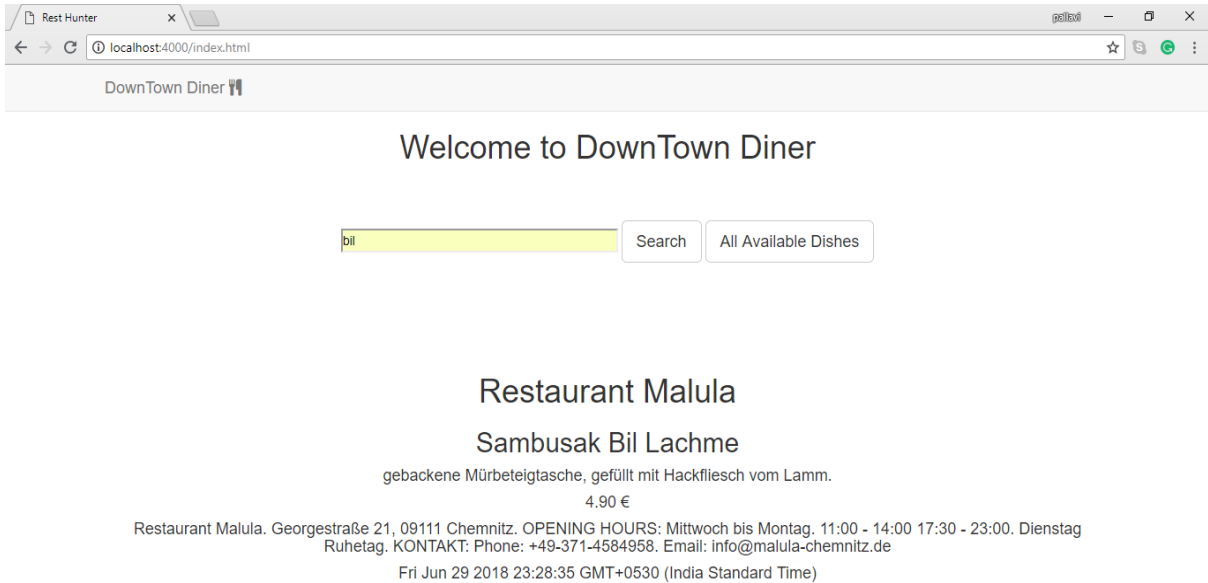 Rest Hunter
pallavi
localhost:4000/index.html
DownTown Diner
Welcome to DownTown Diner
bil
Search
All Available Dishes
Restaurant Malula
Sambusak Bil Lachme
gebackene Mürbeteigtasche, gefüllt mit Hackfliesch vom Lamm.
4.90 €
Restaurant Malula. Georgestraße 21, 09111 Chemnitz. OPENING HOURS: Mittwoch bis Montag. 11:00 - 14:00 17:30 - 23:00. Dienstag
Ruhetag. KONTAKT: Phone: +49-371-4584958. Email: info@malula-chemnitz.de
Fri Jun 29 2018 23:28:35 GMT+0530 (India Standard Time)